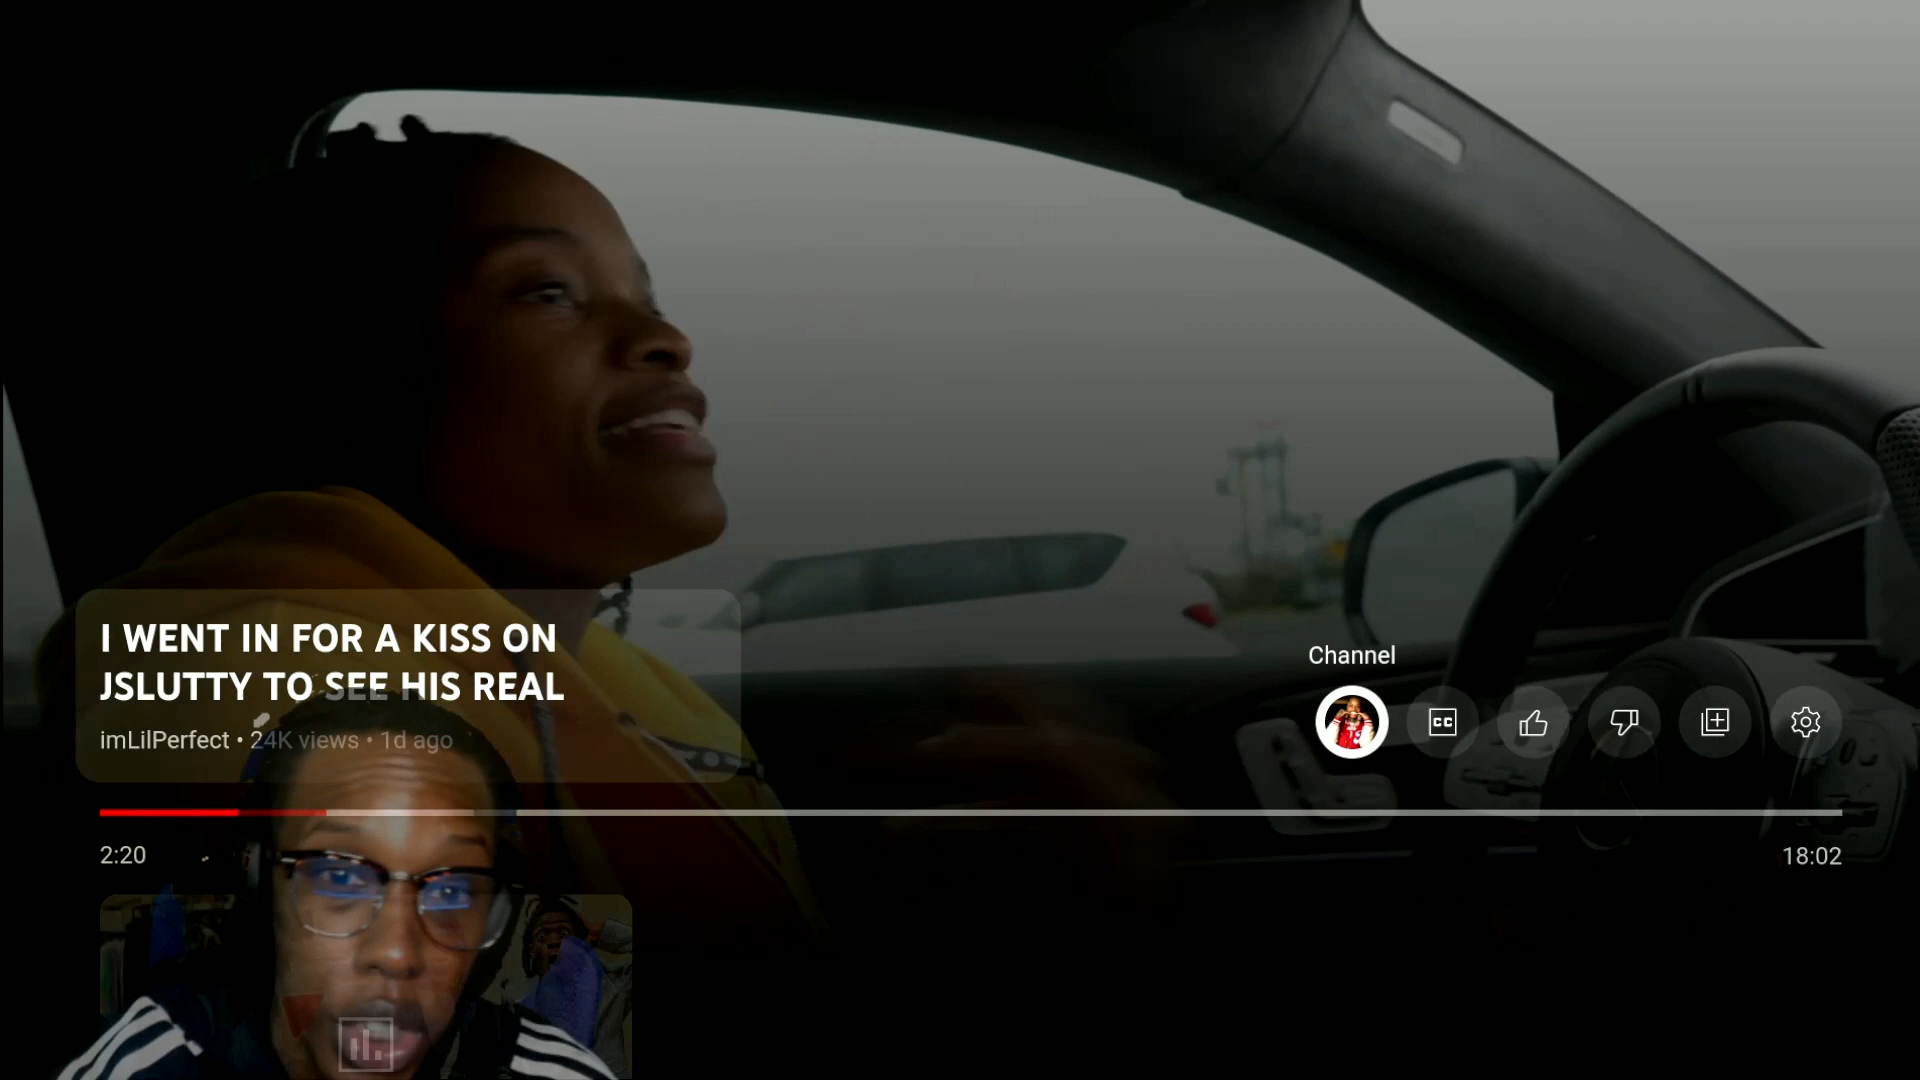 I WENT IN FOR A KISS ON
JSLUTTY TO SEE HIS REAL
imLilPerfect • 24K views • 1d ago
Channel
CC
2:20
18:02